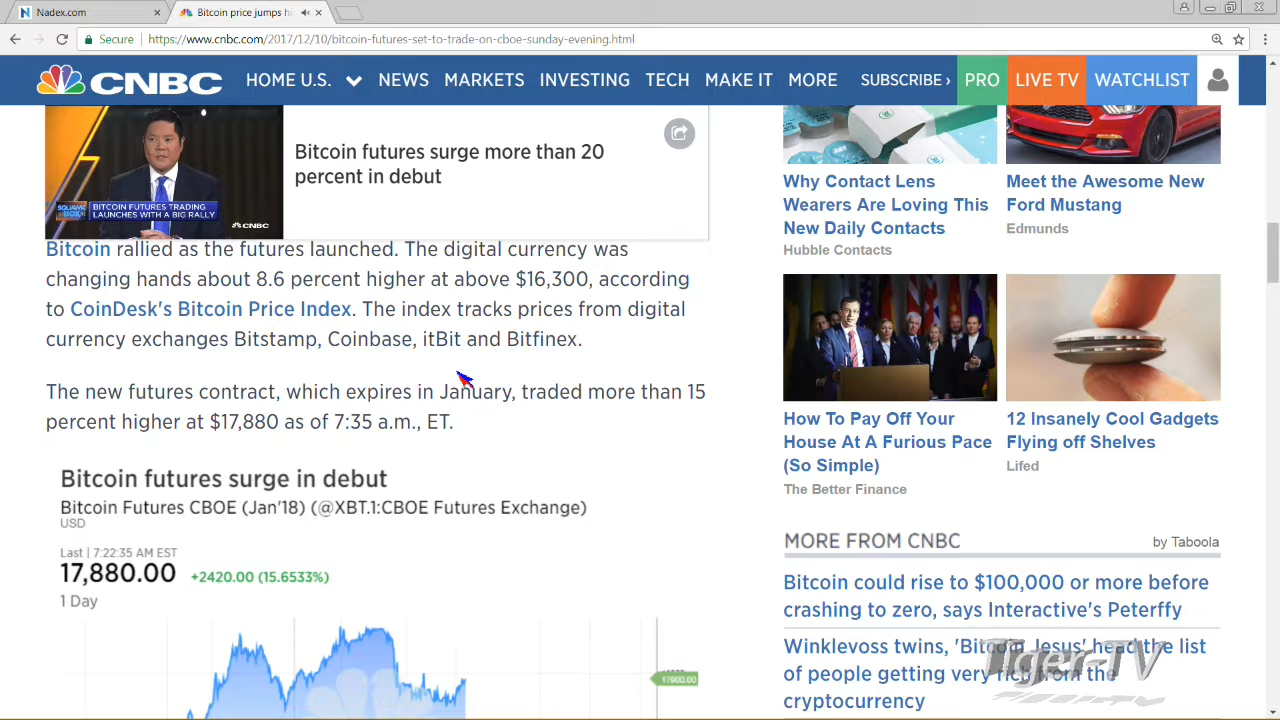 Nadex.com
Bitcoin price jumps hi
Secure
https://www.cnbc.com/2017/12/10/bitcoin-futures-set-to-trade-on-cboe-sunday-evening.html
CNBC
HOME U.S. NEWS MARKETS INVESTING TECH MAKE IT MORE SUBSCRIBE › PRO LIVE TV WATCHLIST
SQUAWK BOX
BITCOIN FUTURES TRADING
LAUNCHES WITH A BIG RALLY
CNBC
Bitcoin futures surge more than 20
percent in debut
Bitcoin rallied as the futures launched. The digital currency was
changing hands about 8.6 percent higher at above $16,300, according
to CoinDesk's Bitcoin Price Index. The index tracks prices from digital
currency exchanges Bitstamp, Coinbase, itBit and Bitfinex.
The new futures contract, which expires in January, traded more than 15
percent higher at $17,880 as of 7:35 a.m., ET.
Bitcoin futures surge in debut
Bitcoin Futures CBOE (Jan'18) (@XBT.1:CBOE Futures Exchange)
USD
Last | 7:22:35 AM EST
17,880.00 +2420.00 (15.6533%)
1 Day
17900.00
Why Contact Lens
Wearers Are Loving This
New Daily Contacts
Hubble Contacts
Meet the Awesome New
Ford Mustang
Edmunds
How To Pay Off Your
House At A Furious Pace
(So Simple)
The Better Finance
12 Insanely Cool Gadgets
Flying off Shelves
Lifed
MORE FROM CNBC
by Taboola
Bitcoin could rise to $100,000 or more before
crashing to zero, says Interactive's Peterffy
Winklevoss twins, 'Bitcoin Jesus' head the list
of people getting very rich from the
cryptocurrency
Tiger-TV